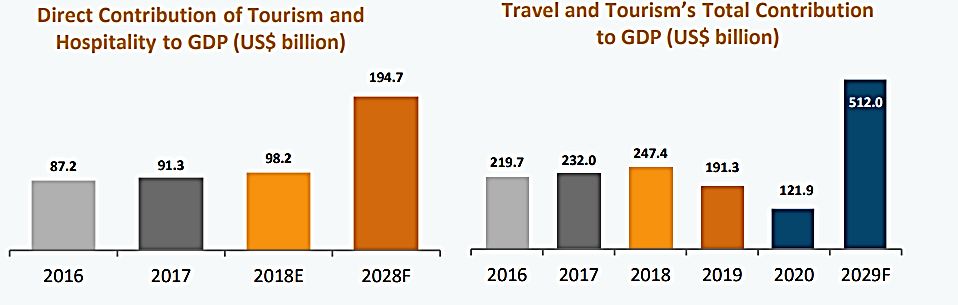 Direct Contribution of Tourism and
Hospitality to GDP (US$ billion)
87.2
91.3
98.2
194.7
2016
2017
2018E
2028F
Travel and Tourism's Total Contribution
to GDP (US$ billion)
219.7
232.0
247.4
191.3
121.9
512.0
2016
2017
2018
2019
2020
2029F